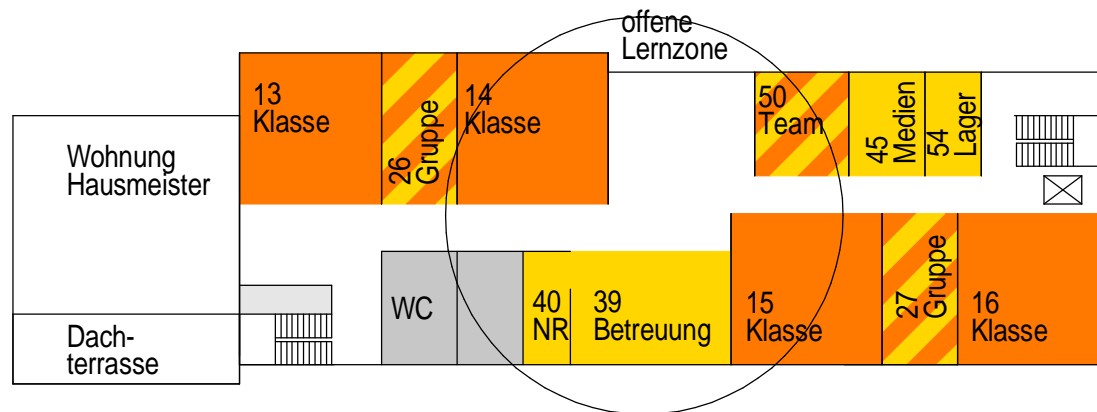 offene
Lernzone
13
Klasse
26
Gruppe
14
Klasse
50
Team
45
Medien
54
Lager
Wohnung
Hausmeister
WC
40
NR
39
Betreuung
15
Klasse
27
Gruppe
16
Klasse
Dach-
terrasse